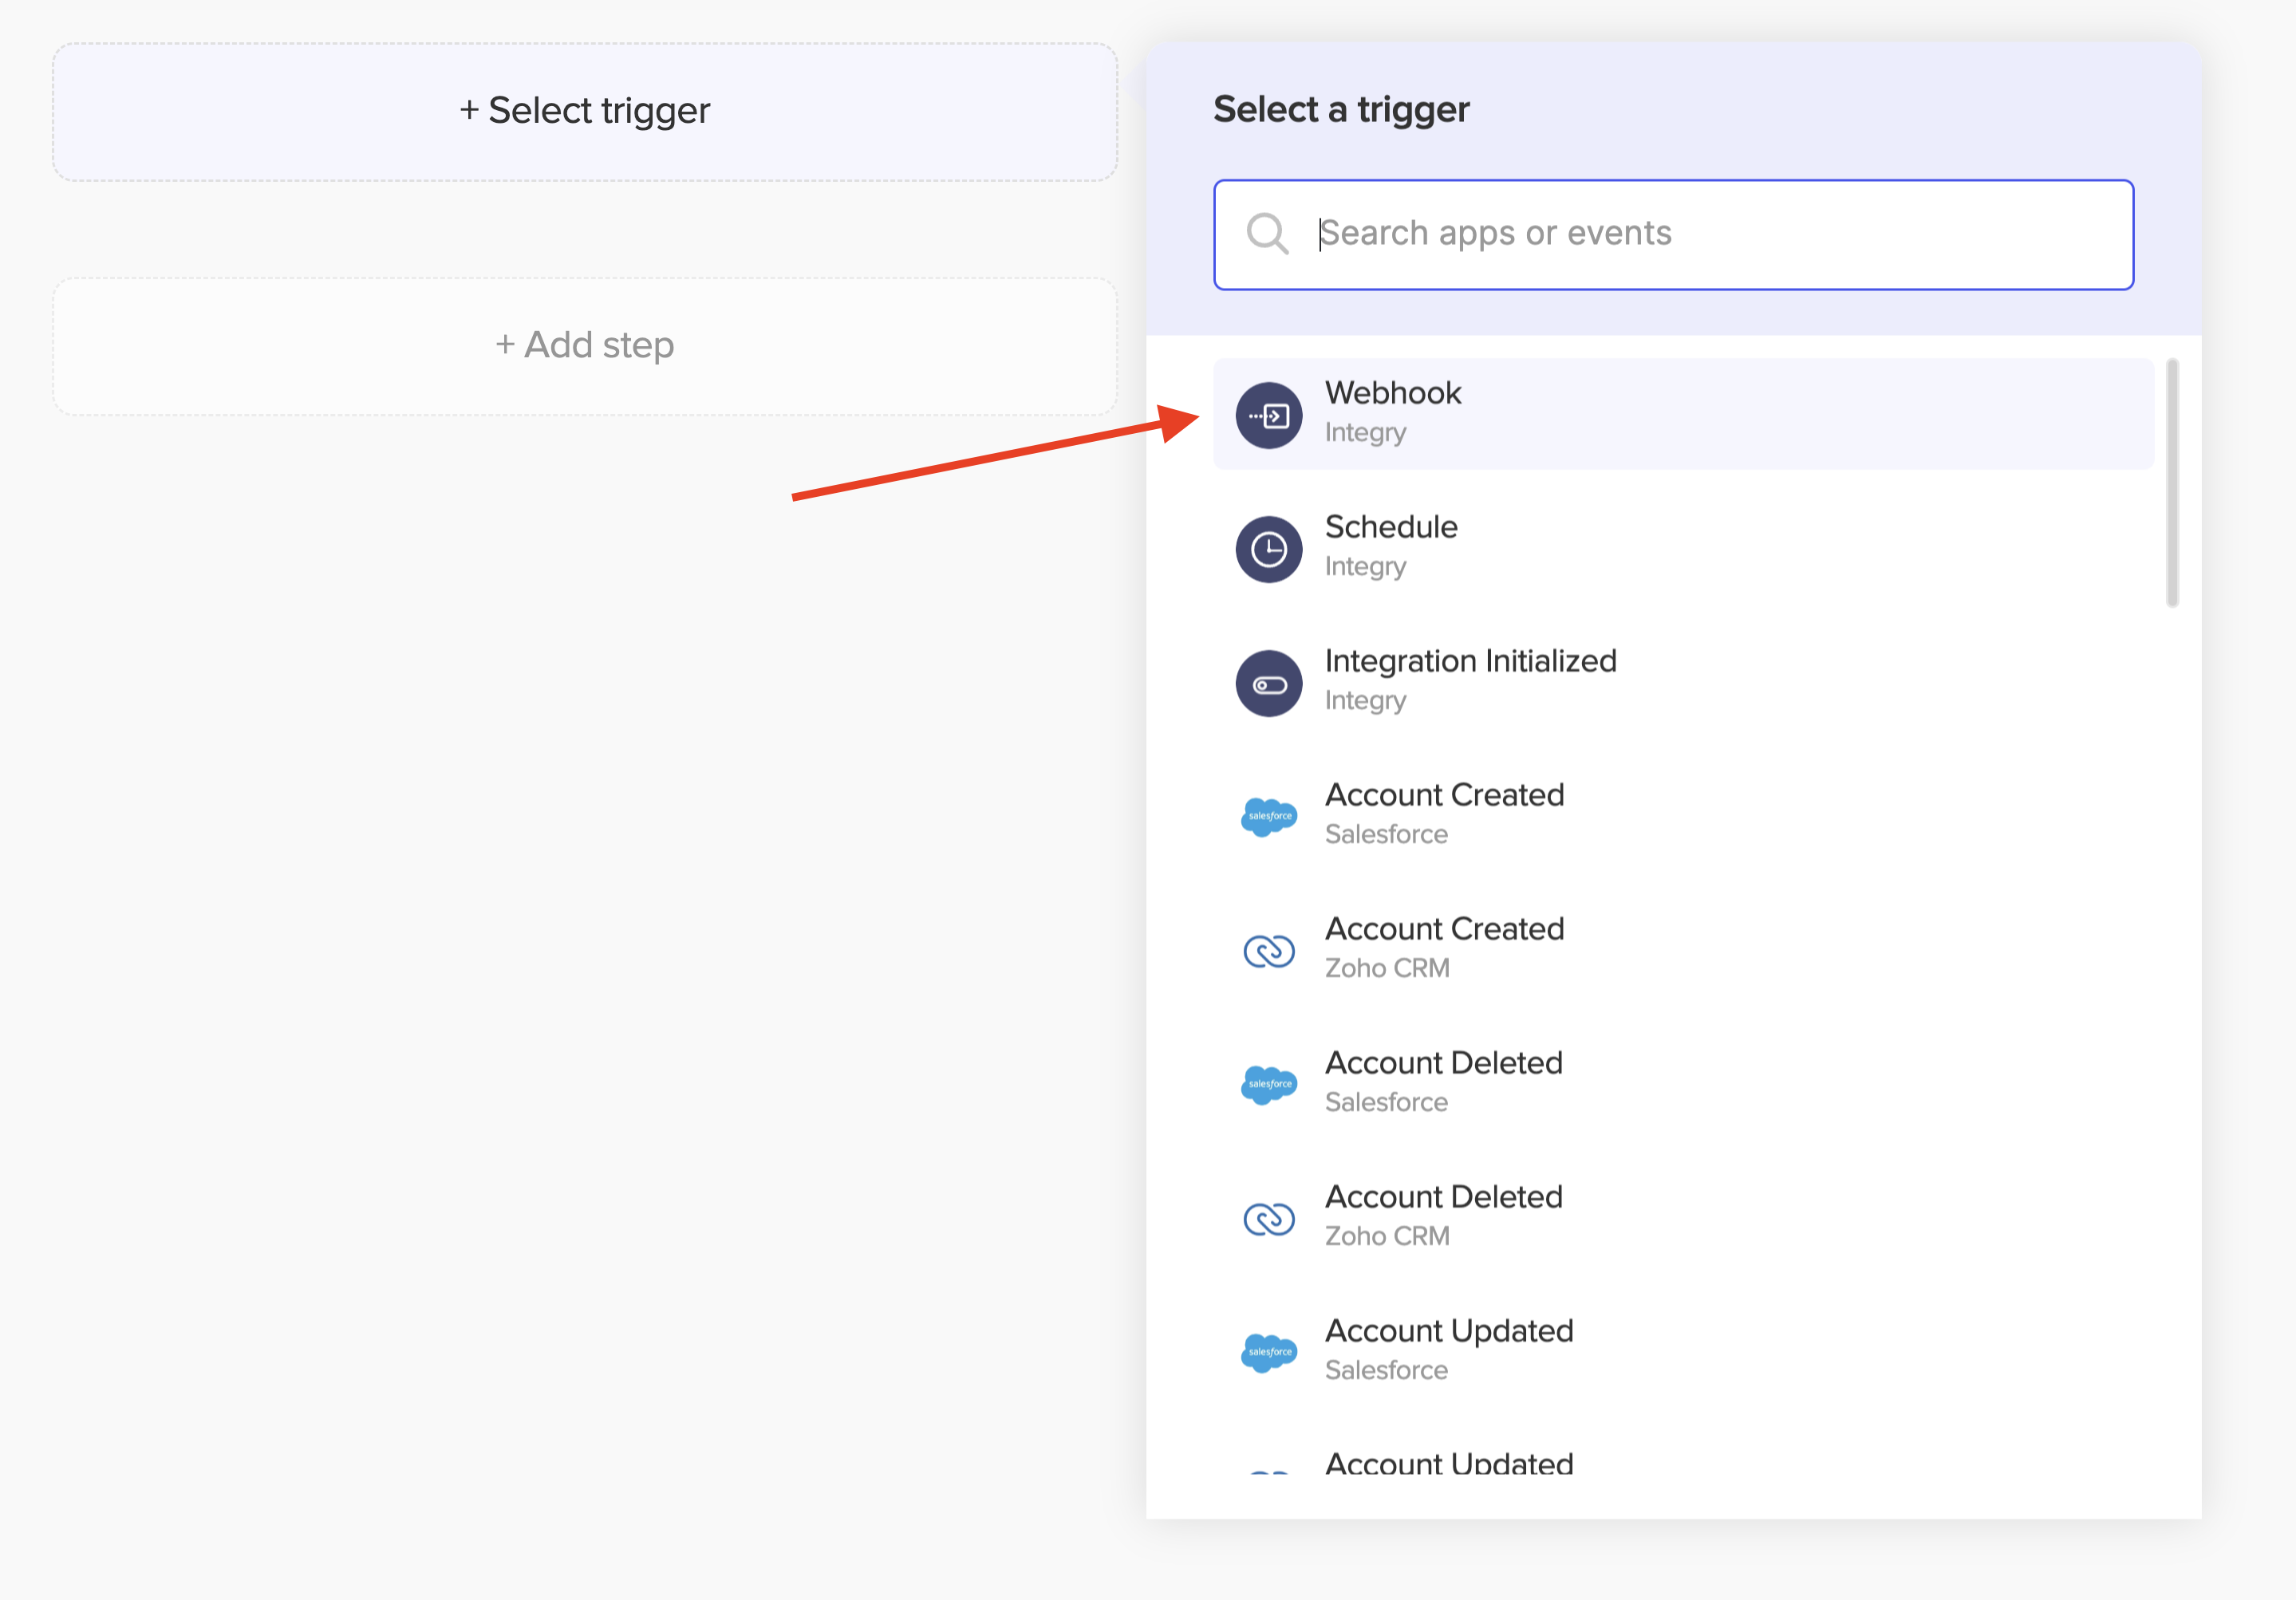 + Select trigger
+ Add step
Select a trigger
Search apps or events
Webhook
Integry
Schedule
Integry
Integration Initialized
Integry
salesforce
Account Created
Salesforce
Account Created
Zoho CRM
salesforce
Account Deleted
Salesforce
Account Deleted
Zoho CRM
salesforce
Account Updated
Salesforce
Account Updated